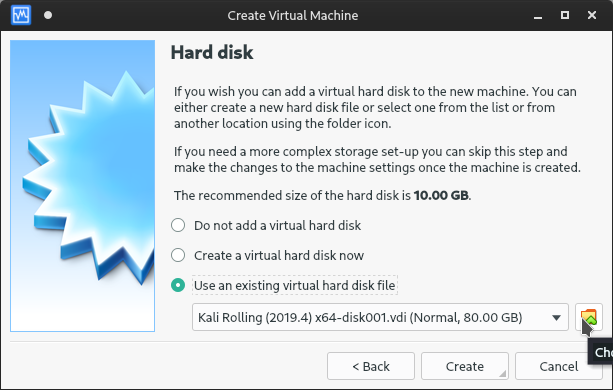 Create Virtual Machine
Hard disk
If you wish you can add a virtual hard disk to the new machine. You can
either create a new hard disk file or select one from the list or from
another location using the folder icon.
If you need a more complex storage set-up you can skip this step and
make the changes to the machine settings once the machine is created.
The recommended size of the hard disk is 10.00 GB.
Do not add a virtual hard disk
Create a virtual hard disk now
Use an existing virtual hard disk file
Kali Rolling (2019.4) x64-disk001.vdi (Normal, 80.00 GB)
Cho
< Back
Create
Cancel